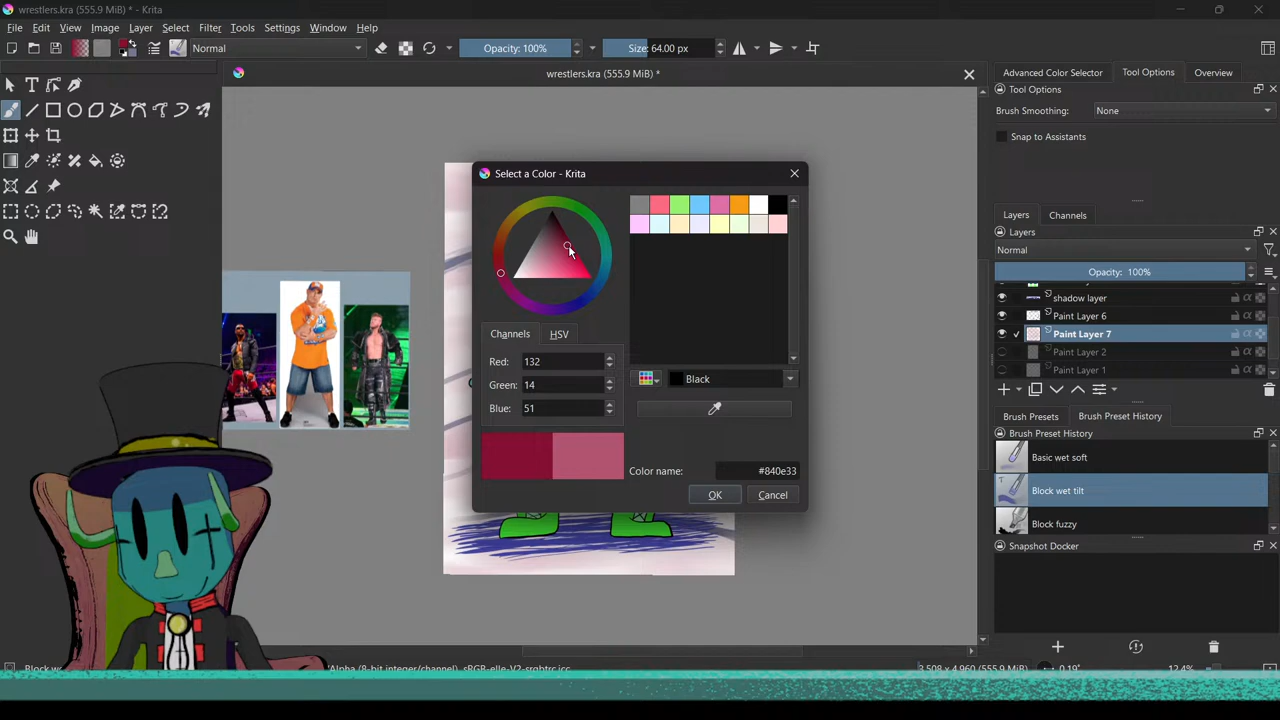 wrestlers.kra (555.9 MiB) * - Krita
File Edit View Image Layer Select Filter Tools Settings Window Help
Normal Opacity: 100% Size: 64.00 px
wrestlers.kra (555.9 MiB) *
Advanced Color Selector Tool Options Overview
Tool Options
Brush Smoothing: None
Snap to Assistants
Select a Color - Krita
Channels HSV
Red: 132
Green: 14
Blue: 51
Black
Color name: #840e33
OK Cancel
Layers Channels
Layers
Normal
Opacity: 100%
shadow layer
Paint Layer 6
Paint Layer 7
Paint Layer 2
Paint Layer 1
Brush Presets Brush Preset History
Brush Preset History
Basic wet soft
Block wet tilt
Block fuzzy
Snapshot Docker
0.19°
12.4%